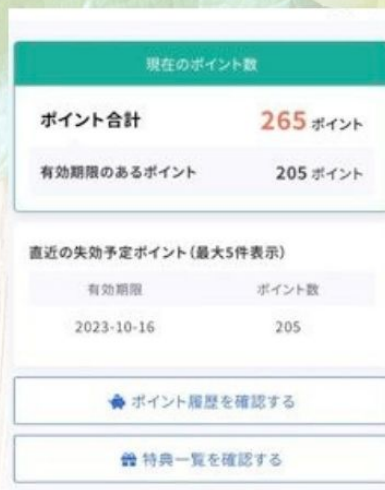 現在のポイント数
ポイント合計 265 ポイント
有効期限のあるポイント 205 ポイント
直近の失効予定ポイント(最大5件表示)
有効期限 ポイント数
2023-10-16 205
ポイント履歴を確認する
特典一覧を確認する